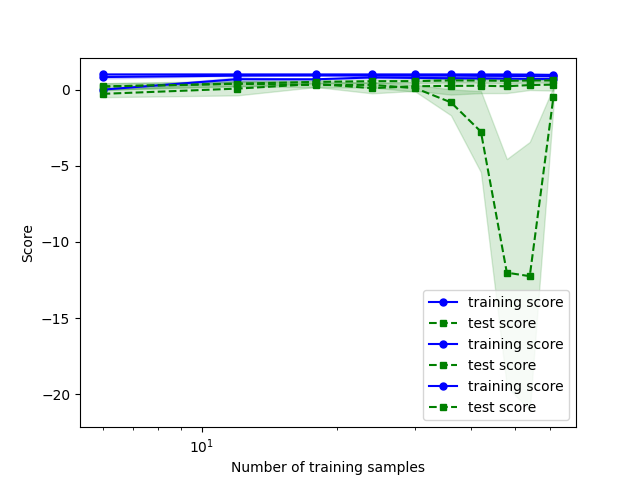 0
−5
−10
−15
−20
Score
10¹
Number of training samples
training score
test score
training score
test score
training score
test score